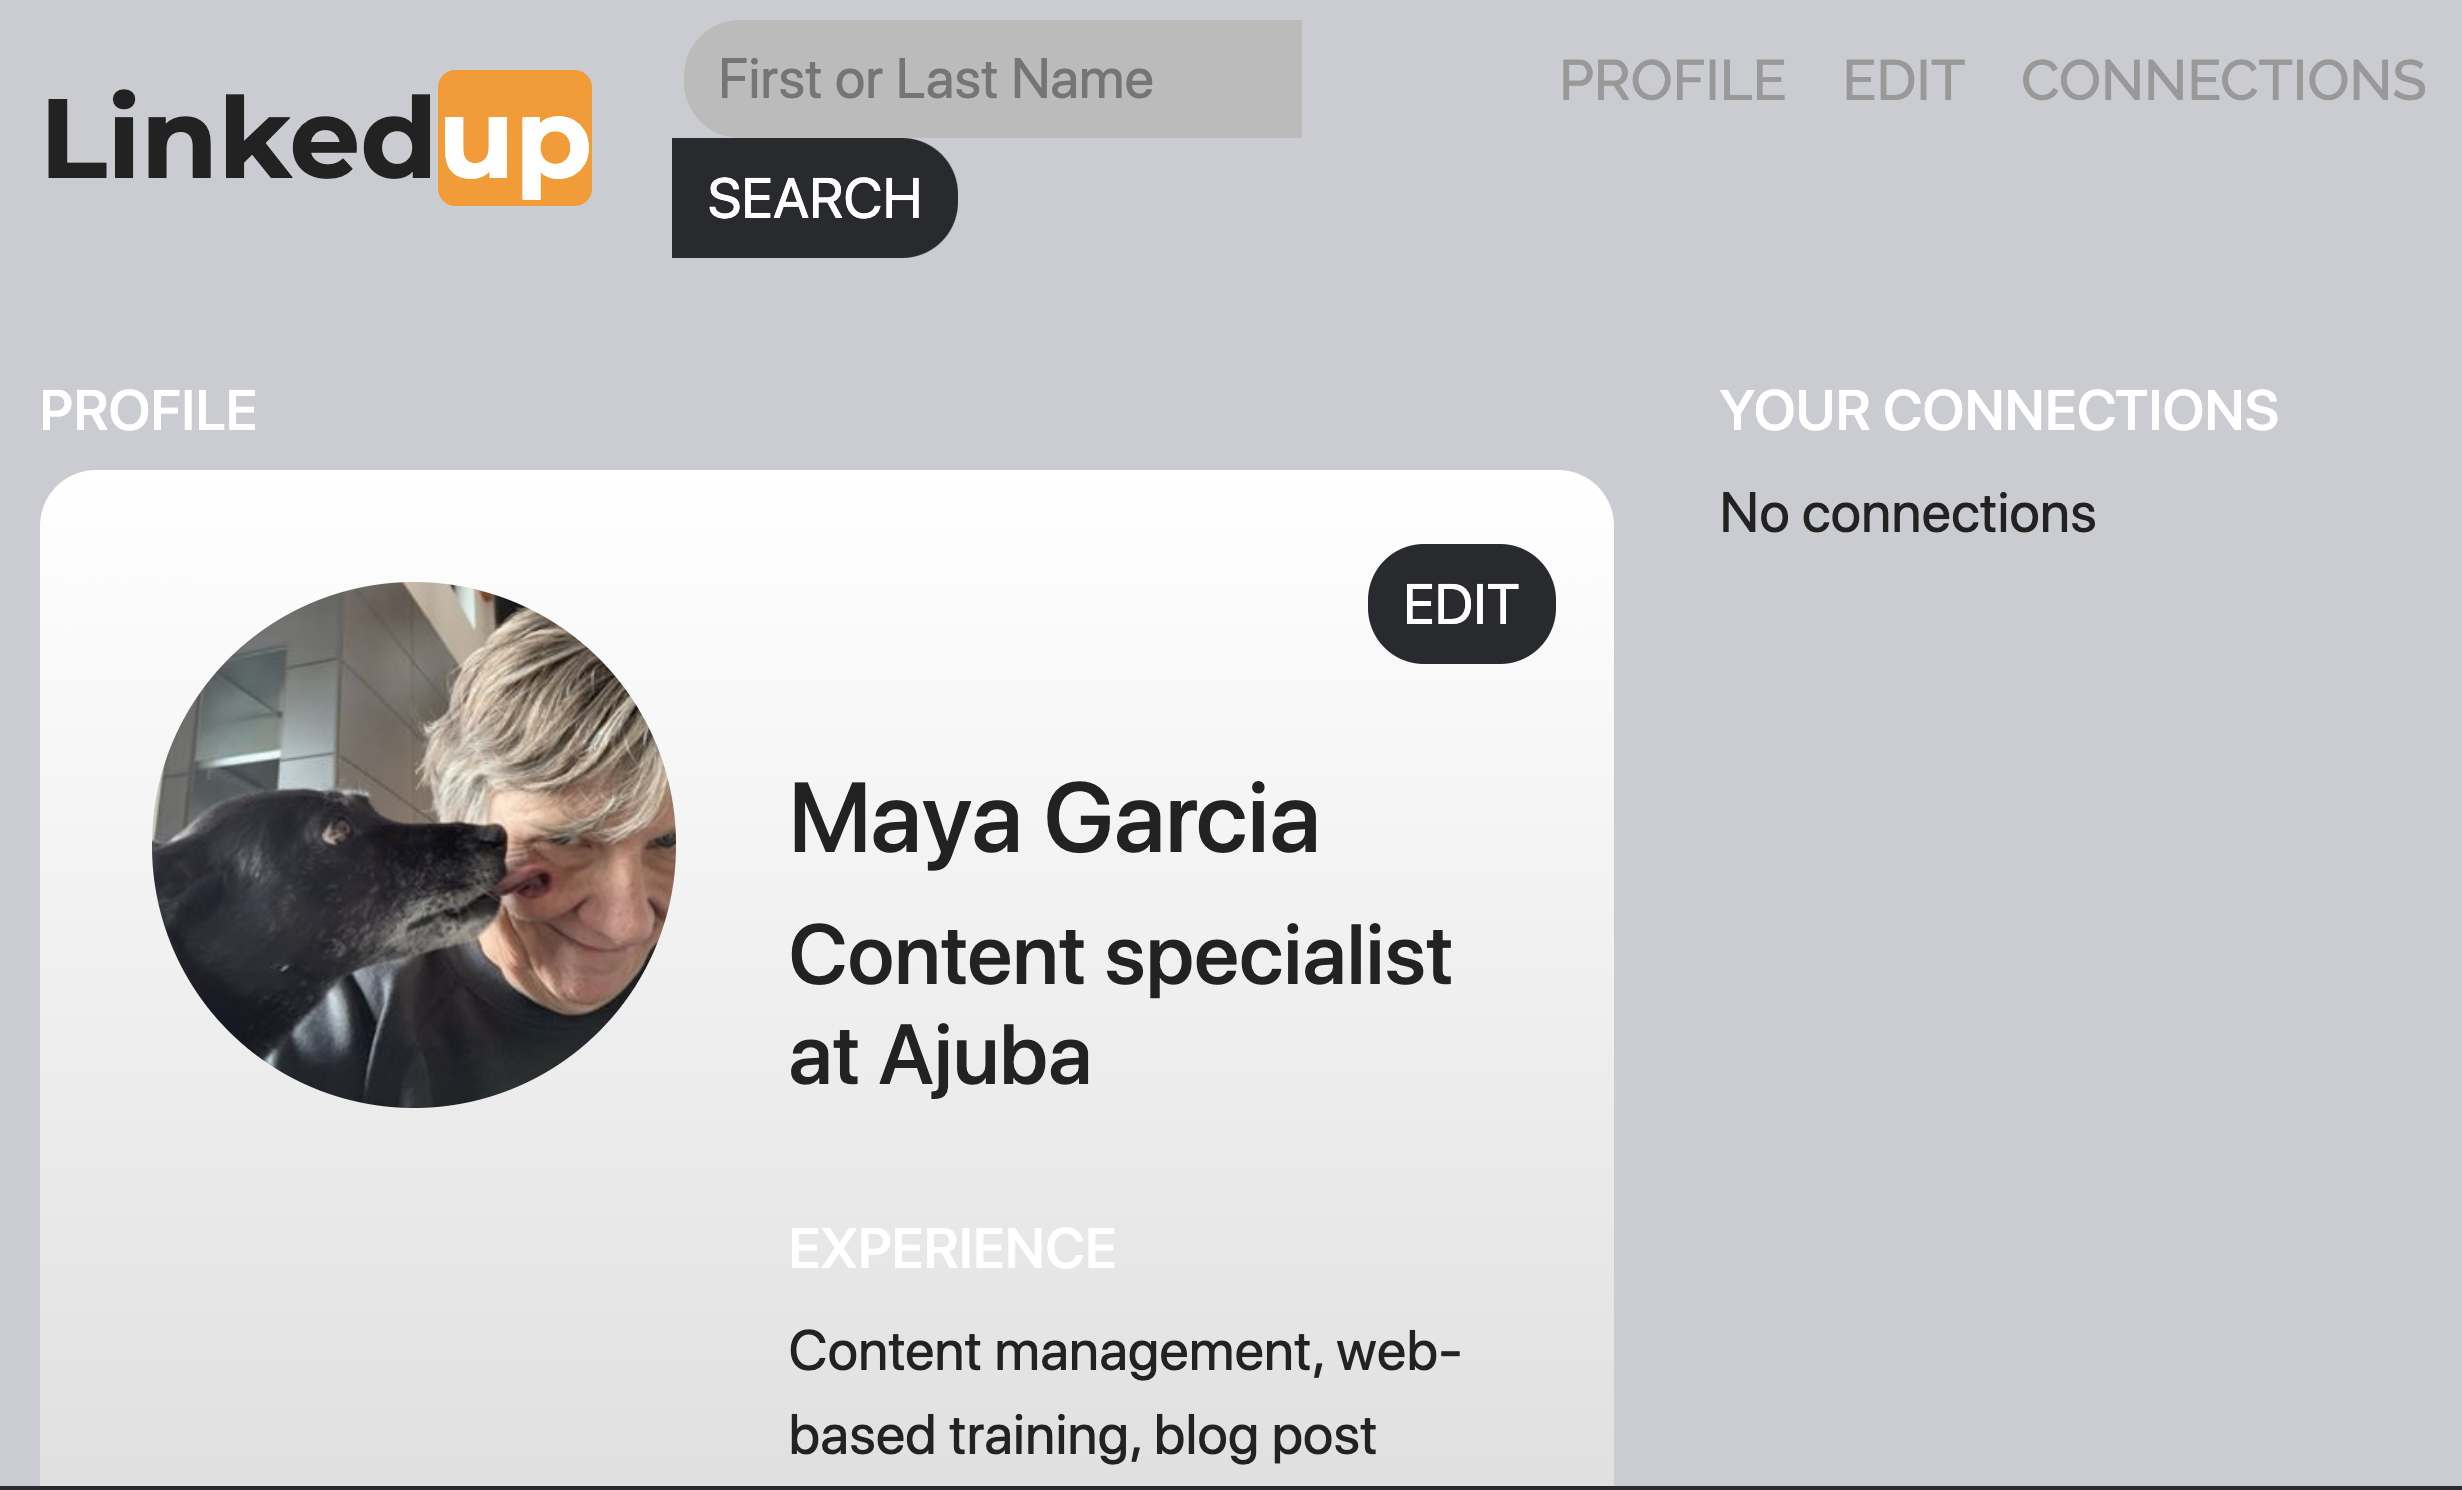 Linkedup
First or Last Name
SEARCH
PROFILE EDIT CONNECTIONS
PROFILE
EDIT
Maya Garcia
Content specialist
at Ajuba
EXPERIENCE
Content management, web-
based training, blog post
YOUR CONNECTIONS
No connections